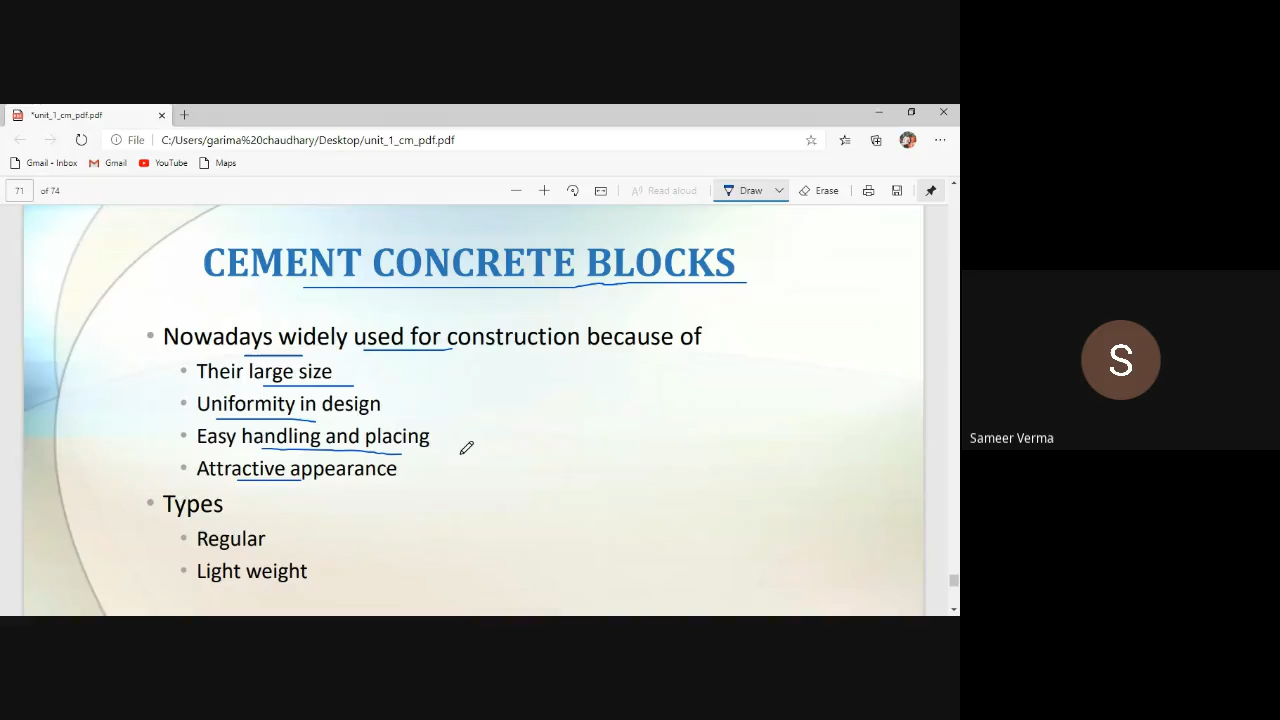 *unit_1_cm_pdf.pdf
File C:/Users/garima%20chaudhary/Desktop/unit_1_cm_pdf.pdf
Gmail - Inbox Gmail YouTube Maps
71 of 74 Read aloud Draw Erase
CEMENT CONCRETE BLOCKS
• Nowadays widely used for construction because of
• Their large size
• Uniformity in design
• Easy handling and placing
• Attractive appearance
• Types
• Regular
• Light weight
S
Sameer Verma